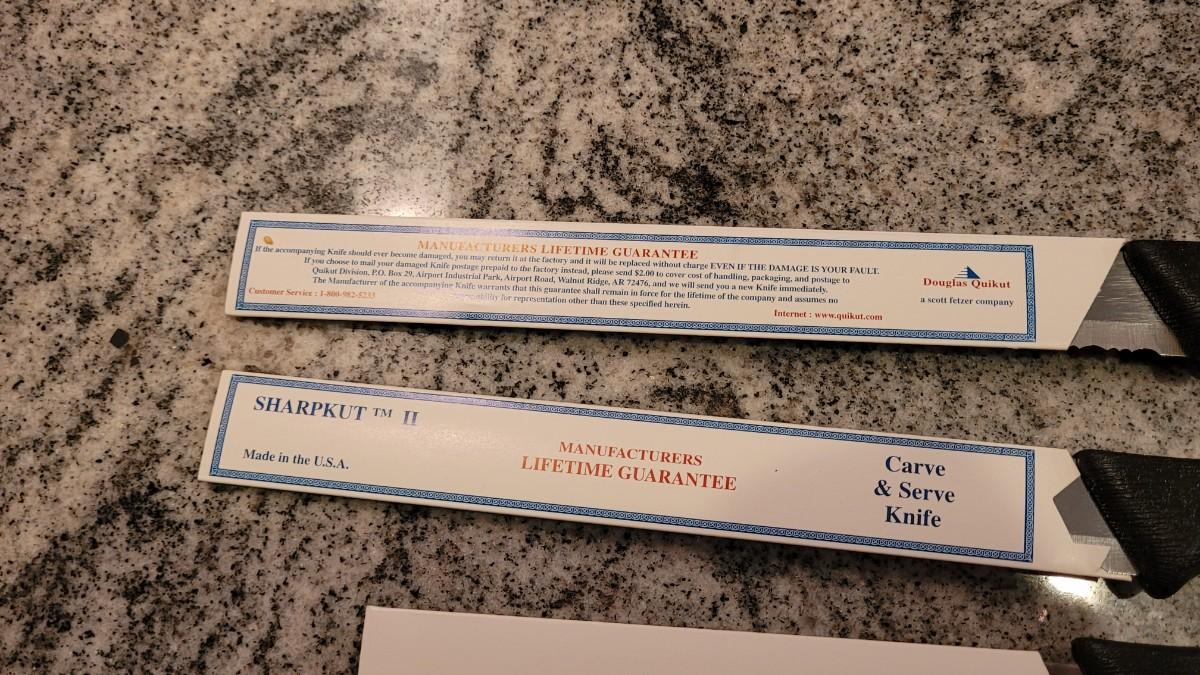 MANUFACTURERS LIFETIME GUARANTEE
If the accompanying Knife should ever become damaged, you may return it at the factory and it will be replaced without charge EVEN IF THE DAMAGE IS YOUR FAULT.
If you choose to mail your damaged Knife postage prepaid to the factory instead, please send $2.00 to cover cost of handling, packaging, and postage to
Quikut Division, P.O. Box 29, Airport Industrial Park, Airport Road, Walnut Ridge, AR 72476, and we will send you a new Knife immediately.
The Manufacturer of the accompanying Knife warrants that this guarantee shall remain in force for the lifetime of the company and assumes no
for representation other than these specified herein.
Customer Service : 1-800-982-5233
Internet : www.quikut.com
Douglas Quikut
a scott fetzer company
SHARPKUT ™ II
Made in the U.S.A.
MANUFACTURERS
LIFETIME GUARANTEE
Carve
& Serve
Knife